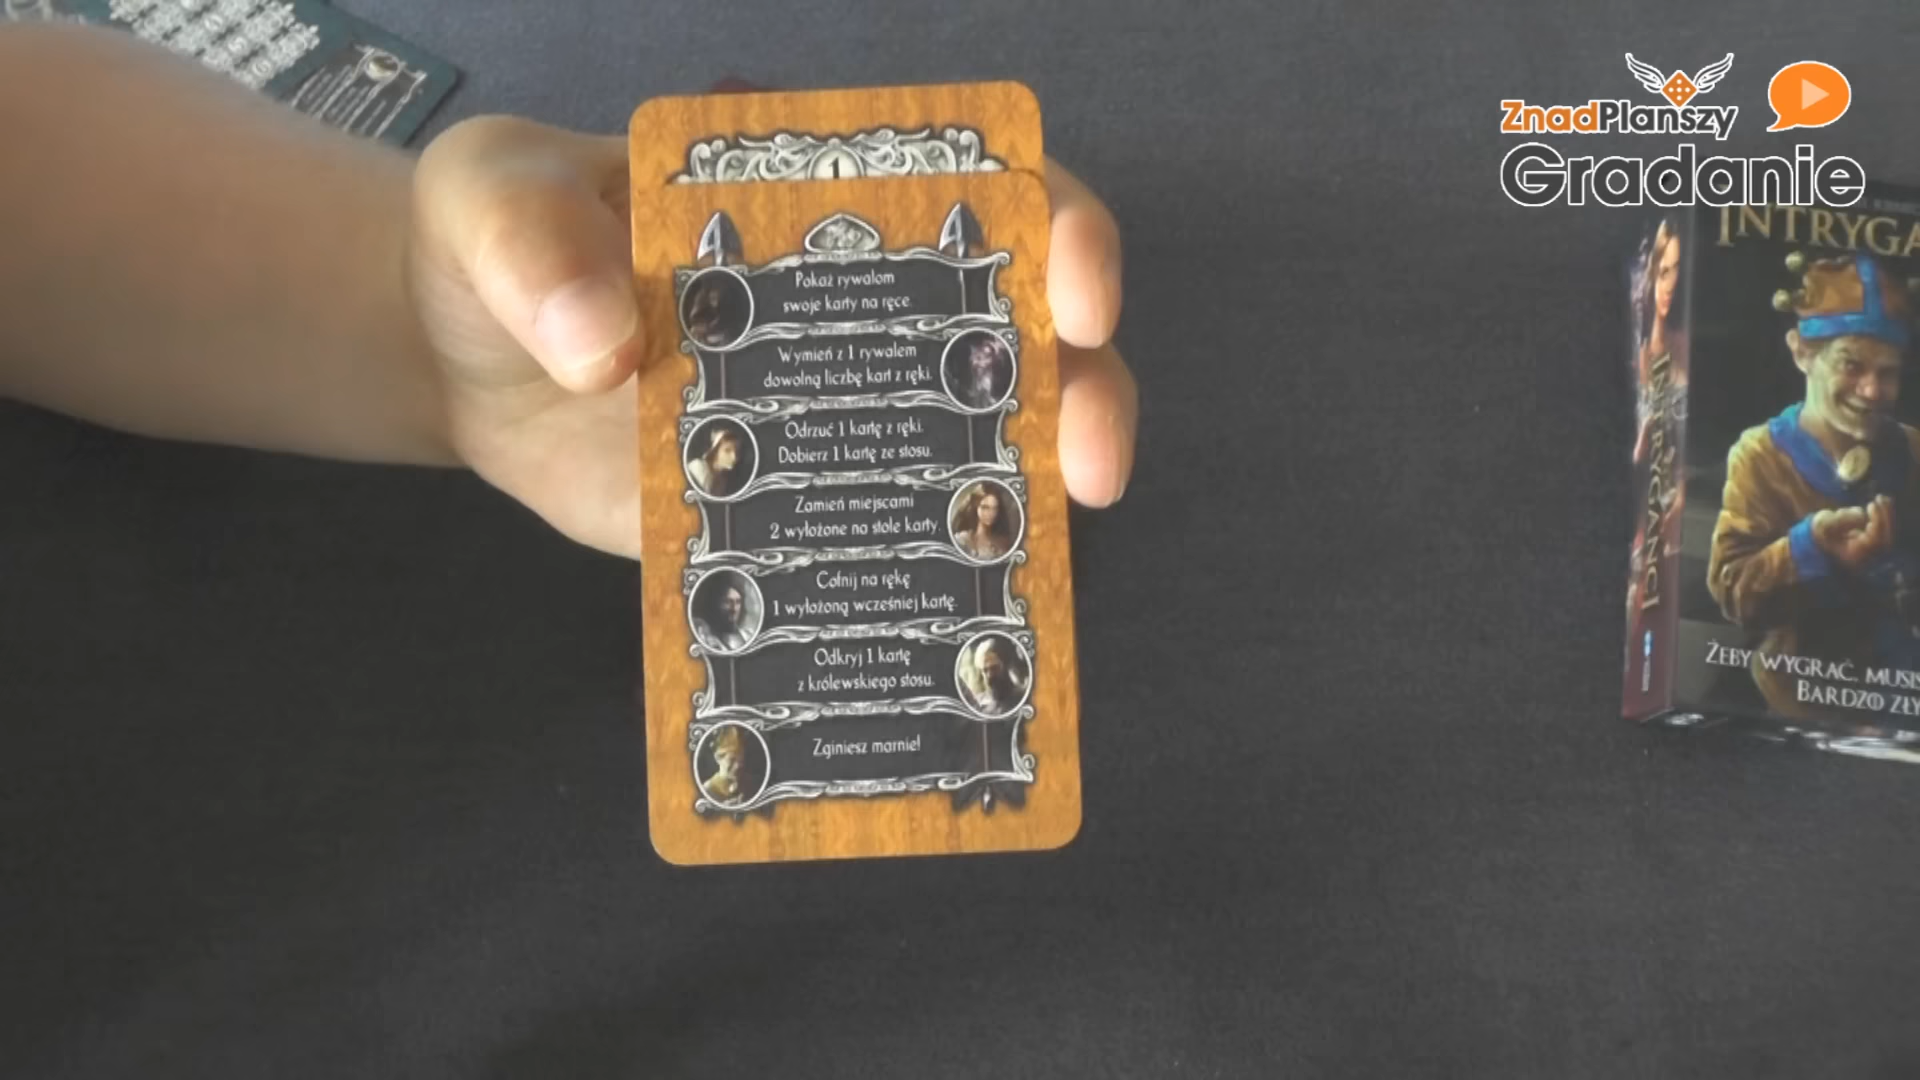 ZnadPlanszy
Gradanie
1
Pokaż rywalom
swoje karty na ręce.
Wymień z 1 rywalem
dowolną liczbę kart z ręki.
Odrzuć 1 kartę z ręki.
Dobierz 1 kartę ze stosu.
Zamień miejscami
2 wyłożone na stole karty.
Cofnij na rękę
1 wyłożoną wcześniej kartę.
Odkryj 1 kartę
z królewskiego stosu.
Zginiesz marnie!
INTRYGA
INTRYGANCI
ŻEBY WYGRAĆ, MUSIS
BARDZO ZŁY